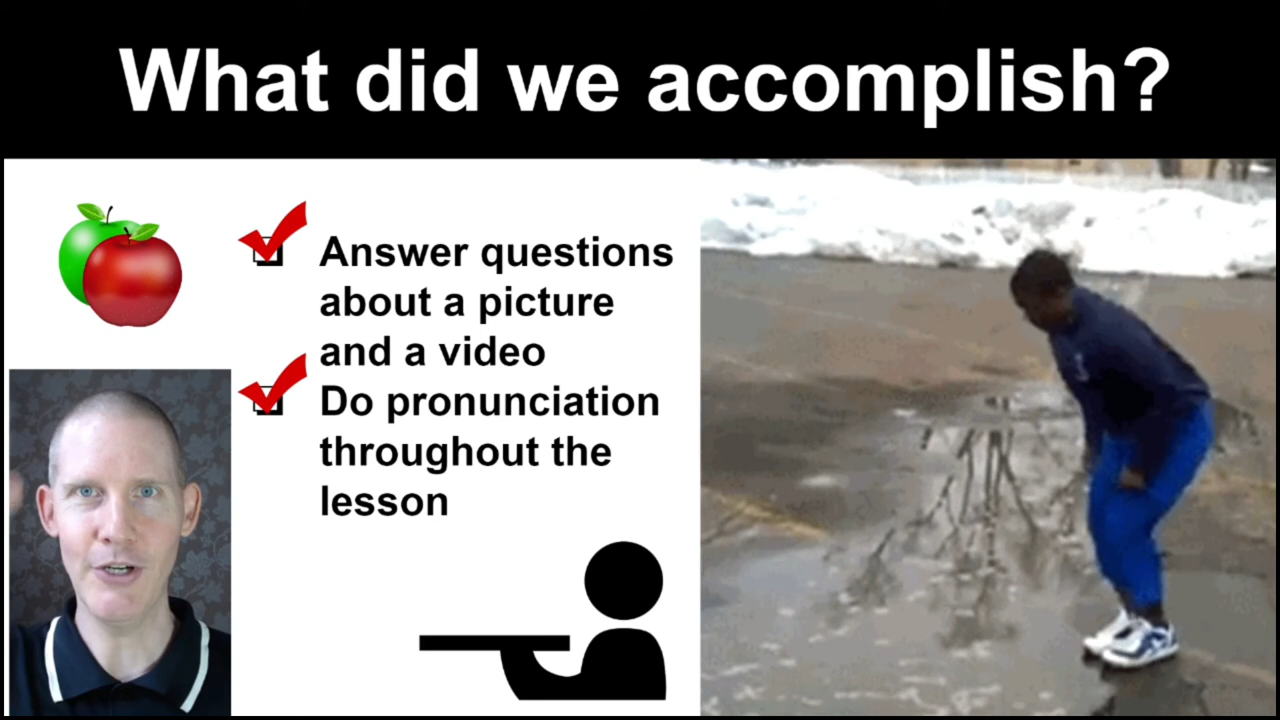 What did we accomplish?
Answer questions
about a picture
and a video
Do pronunciation
throughout the
lesson